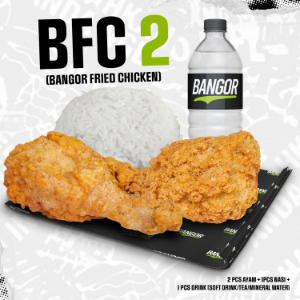 BFC 2
(BANGOR FRIED CHICKEN)
BANGOR
BANGOR
2 PCS AYAM + 1PCS NASI +
1 PCS DRINK (SOFT DRINK/TEA/MINERAL WATER)